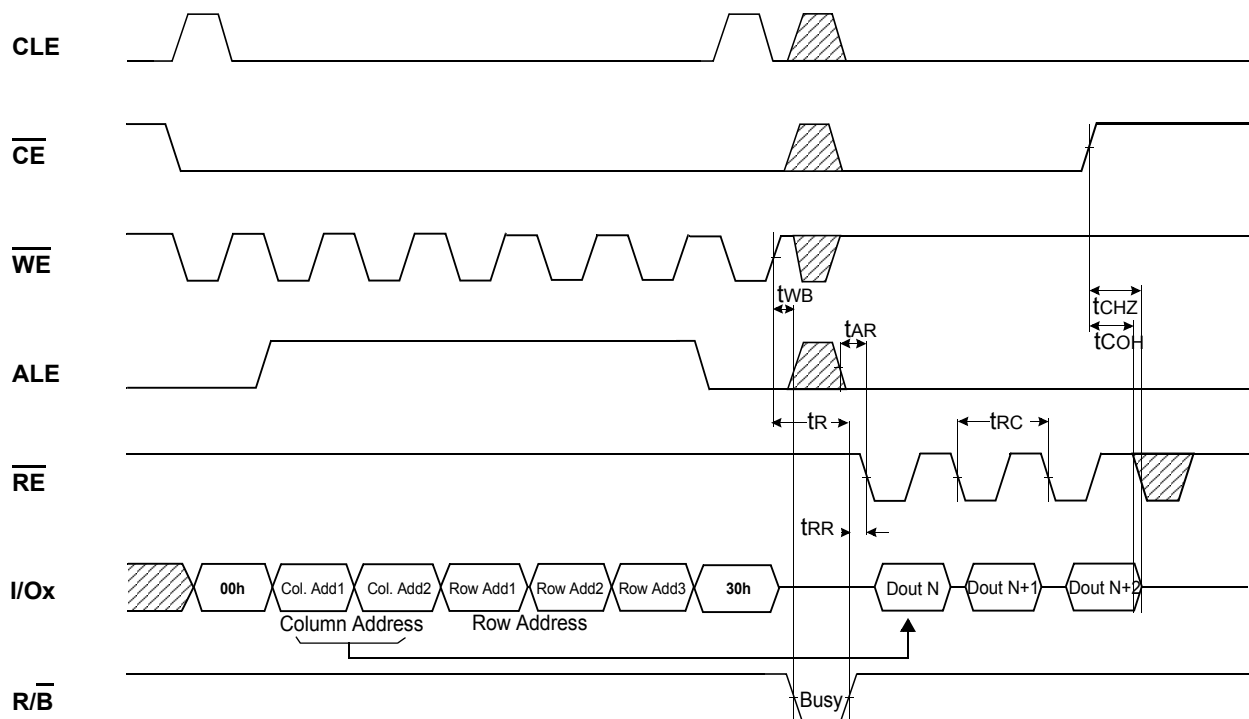 CLE
CE
WE
tWB
tCHZ
tAR
tCOH
ALE
tR
tRC
RE
tRR
I/Ox
00h
Col. Add1
Col. Add2
Row Add1
Row Add2
Row Add3
30h
Dout N
Dout N+1
Dout N+2
Column Address
Row Address
R/B
Busy